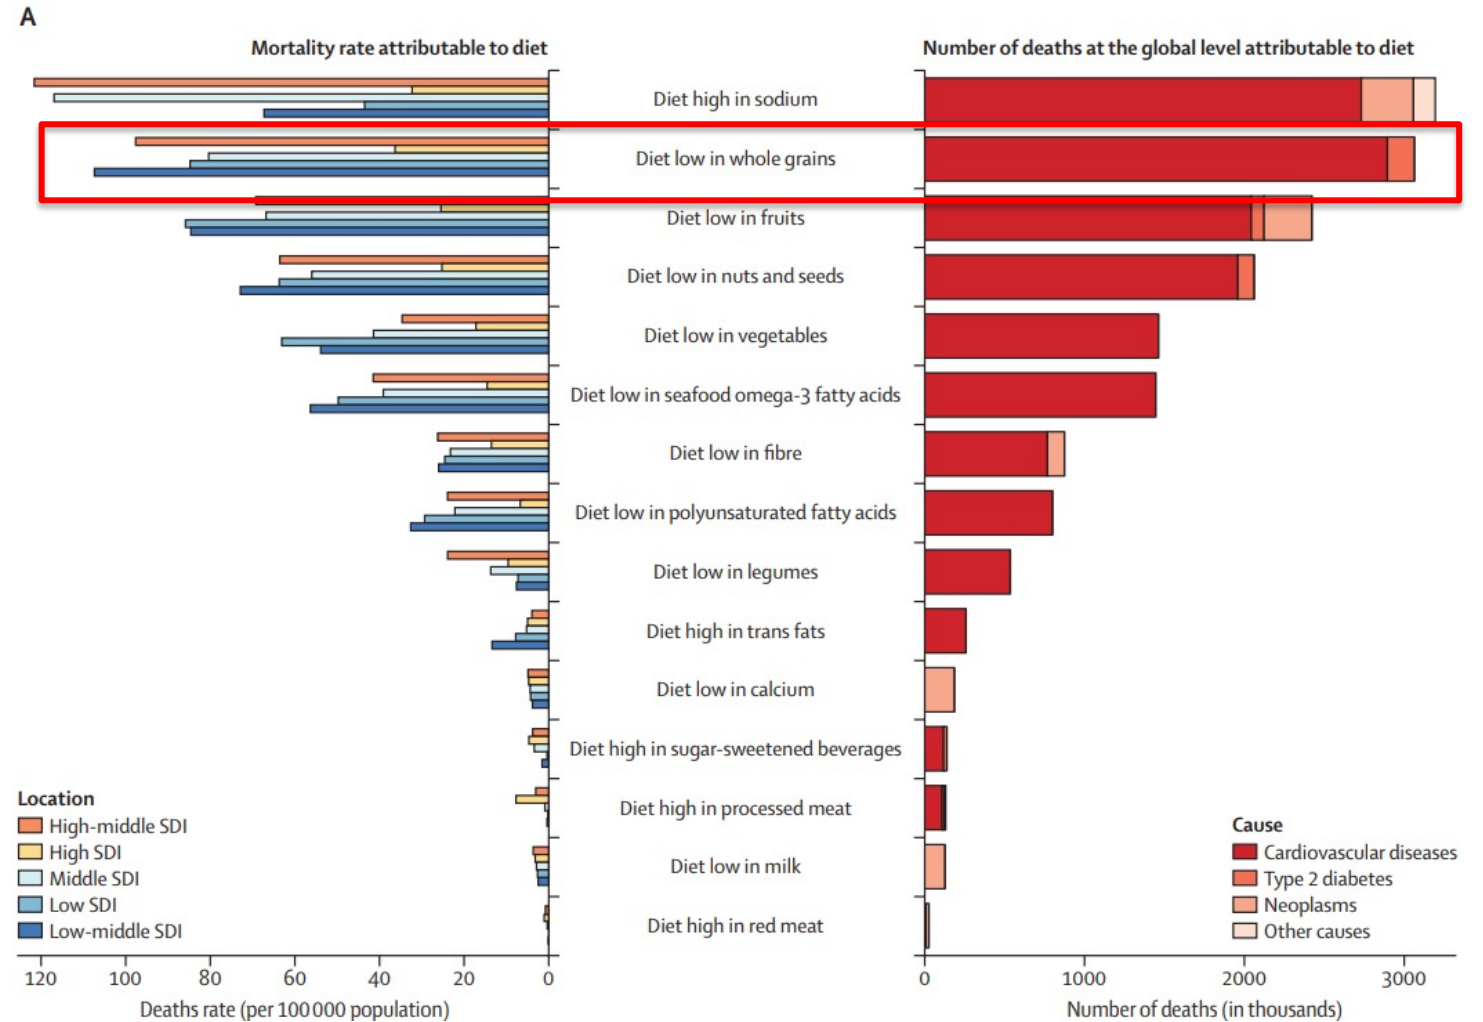 A
Mortality rate attributable to diet
Number of deaths at the global level attributable to diet
Diet high in sodium
Diet low in whole grains
Diet low in fruits
Diet low in nuts and seeds
Diet low in vegetables
Diet low in seafood omega-3 fatty acids
Diet low in fibre
Diet low in polyunsaturated fatty acids
Diet low in legumes
Diet high in trans fats
Diet low in calcium
Diet high in sugar-sweetened beverages
Diet high in processed meat
Diet low in milk
Diet high in red meat
Location
High-middle SDI
High SDI
Middle SDI
Low SDI
Low-middle SDI
Cause
Cardiovascular diseases
Type 2 diabetes
Neoplasms
Other causes
120 100 80 60 40 20 0
Deaths rate (per 100 000 population)
0 1000 2000 3000
Number of deaths (in thousands)